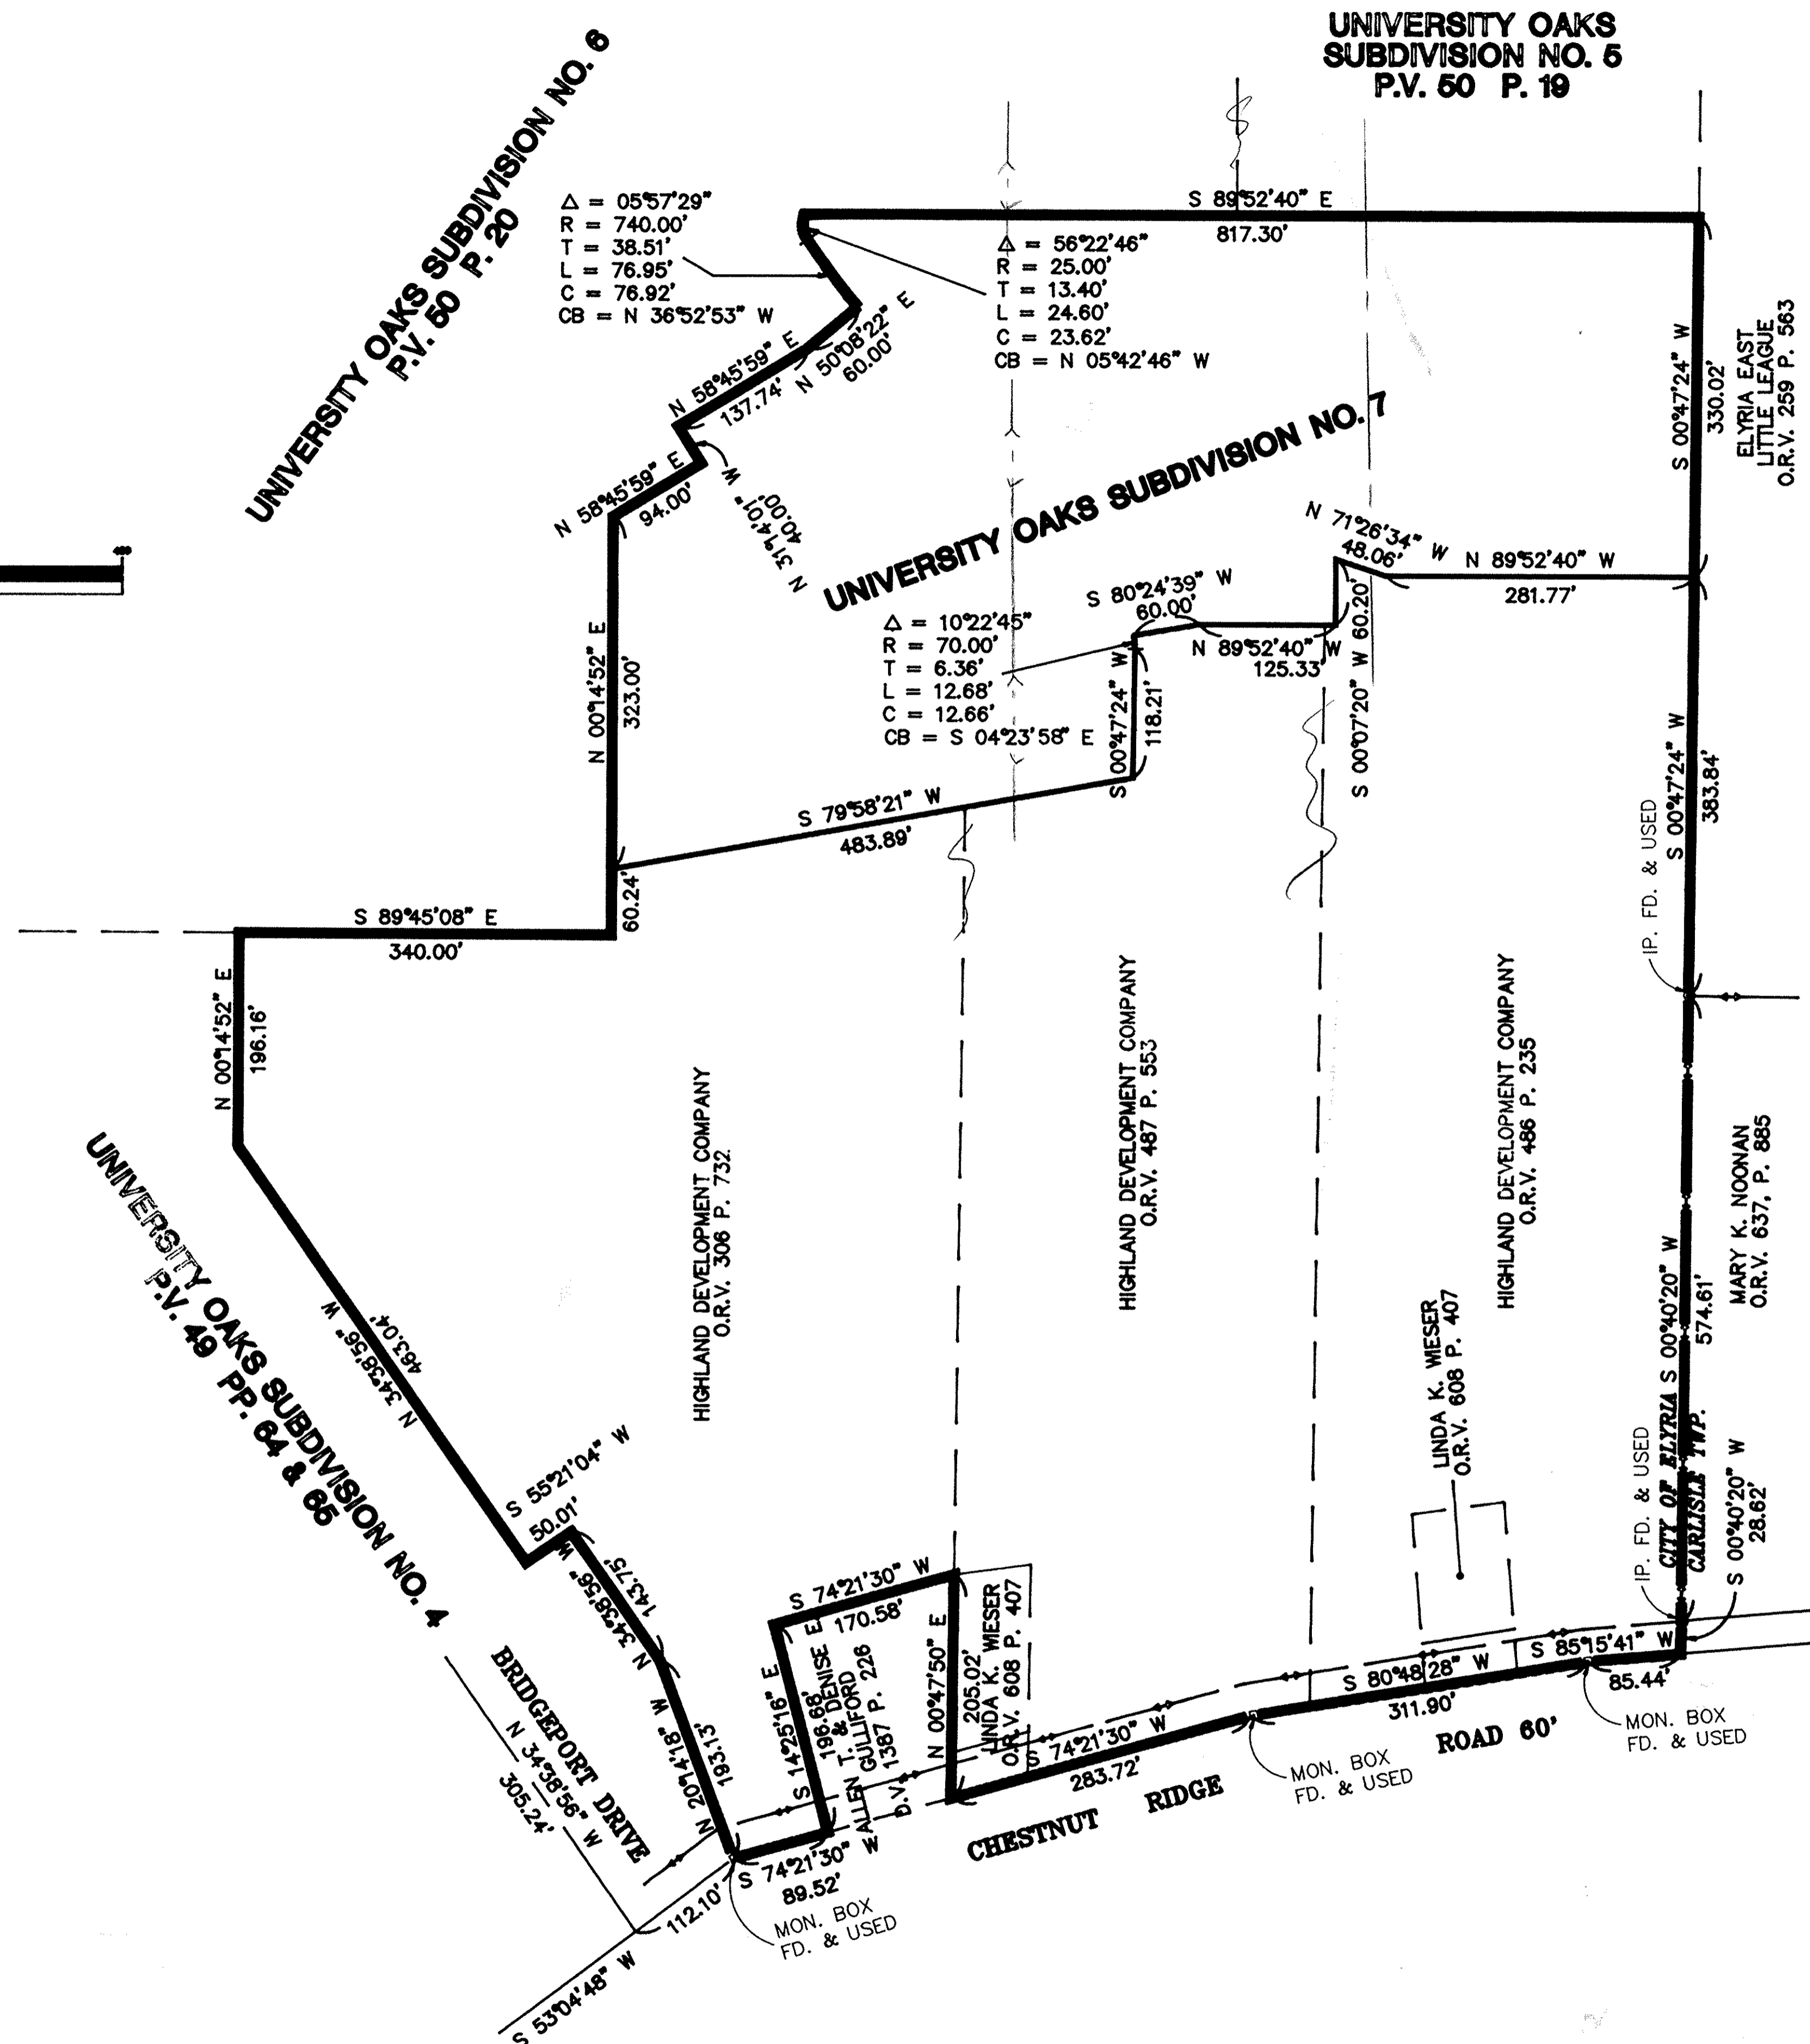 UNIVERSITY OAKS
SUBDIVISION NO. 5
P.V. 50 P. 19
UNIVERSITY OAKS SUBDIVISION NO. 6
P.V. 50 P. 20
Δ = 05°57'29"
R = 740.00'
T = 38.51'
L = 76.95'
C = 76.92'
CB = N 36°52'53" W
S 89°52'40" E
817.30'
Δ = 56°22'46"
R = 25.00'
T = 13.40'
L = 24.60'
C = 23.62'
CB = N 05°42'46" W
N 50°08'22" E
60.00'
N 58°45'59" E
137.74'
N 31°14'01" W
40.00'
N 58°45'59" E
94.00'
S 00°47'24" W
330.02'
ELYRIA EAST
LITTLE LEAGUE
O.R.V. 259 P. 563
UNIVERSITY OAKS SUBDIVISION NO. 7
N 71°26'34" W
48.06'
N 89°52'40" W
281.77'
S 80°24'39" W
60.00'
N 89°52'40" W
125.33'
S 00°07'20" W 60.20'
Δ = 10°22'45"
R = 70.00'
T = 6.36'
L = 12.68'
C = 12.66'
CB = S 04°23'58" E
S 00°47'24" W
118.21'
N 00°14'52" E
323.00'
S 79°58'21" W
483.89'
60.24'
S 00°47'24" W
383.84'
IP. FD. & USED
S 89°45'08" E
340.00'
N 00°14'52" E
196.16'
HIGHLAND DEVELOPMENT COMPANY
O.R.V. 306 P. 732
HIGHLAND DEVELOPMENT COMPANY
O.R.V. 487 P. 553
HIGHLAND DEVELOPMENT COMPANY
O.R.V. 486 P. 235
MARY K. NOONAN
O.R.V. 637, P. 885
UNIVERSITY OAKS SUBDIVISION NO. 4
P.V. 49 PP. 64 & 65
N 34°38'56" W
463.04'
S 55°21'04" W
50.01'
N 34°38'56" W
143.75'
N 20°14'18" W
193.13'
LINDA K. WIESER
O.R.V. 608 P. 407
CITY OF ELYRIA S 00°40'20" W
574.61'
CARLISLE TWP.
IP. FD. & USED
S 00°40'20" W
28.62'
S 74°21'30" W
170.58'
S 14°25'16" E
196.68'
ALLEN T. & DENISE E.
GULLIFORD
D.V. 1387 P. 226
N 00°47'50" E
205.02'
LINDA K. WIESER
O.R.V. 608 P. 407
S 85°15'41" W
85.44'
S 80°48'28" W
311.90'
S 74°21'30" W
283.72'
CHESTNUT RIDGE ROAD 60'
MON. BOX
FD. & USED
MON. BOX
FD. & USED
BRIDGEPORT DRIVE
N 34°38'56" W
305.24'
S 74°21'30" W
89.52'
MON. BOX
FD. & USED
112.10'
S 53°04'48" W